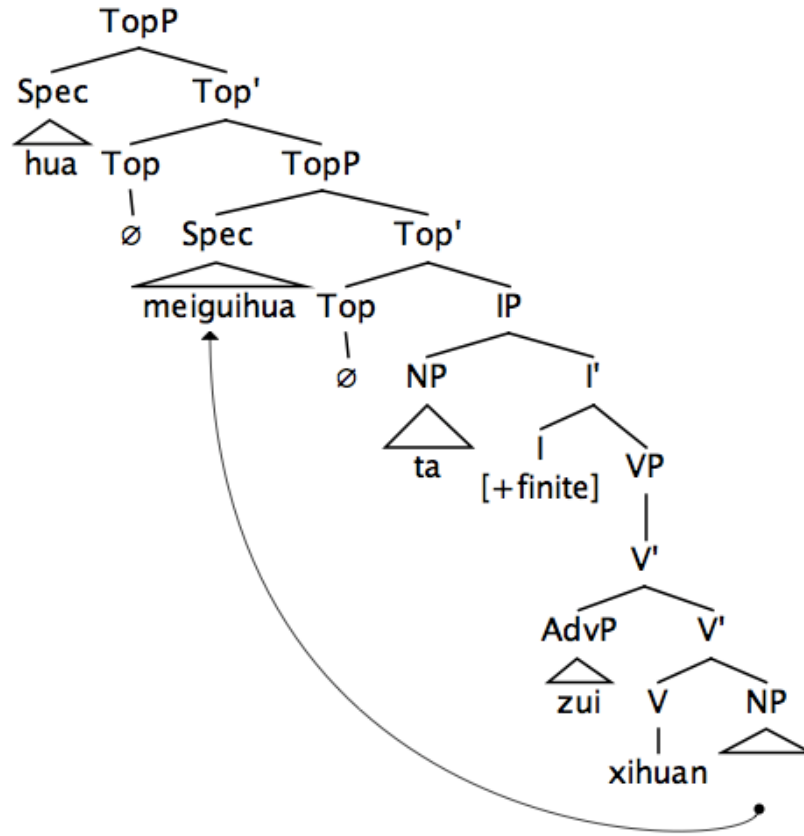 TopP
Spec Top'
hua Top TopP
∅ Spec Top'
meiguihua Top IP
∅ NP I'
ta I VP
[+finite]
V'
AdvP V'
zui V NP
xihuan